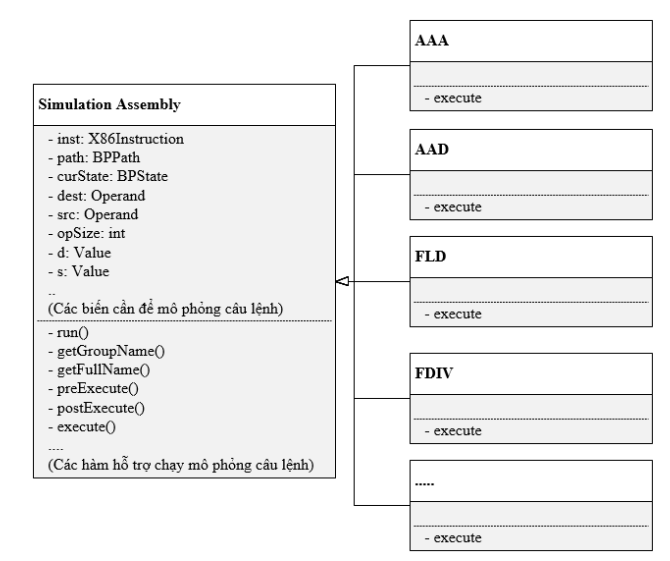 Simulation Assembly
- inst: X86Instruction
- path: BPPath
- curState: BPState
- dest: Operand
- src: Operand
- opSize: int
- d: Value
- s: Value
..
(Các biến cần để mô phỏng câu lệnh)
- run()
- getGroupName()
- getFullName()
- preExecute()
- postExecute()
- execute()
....
(Các hàm hỗ trợ chạy mô phỏng câu lệnh)
AAA
- execute
AAD
- execute
FLD
- execute
FDIV
- execute
.....
- execute